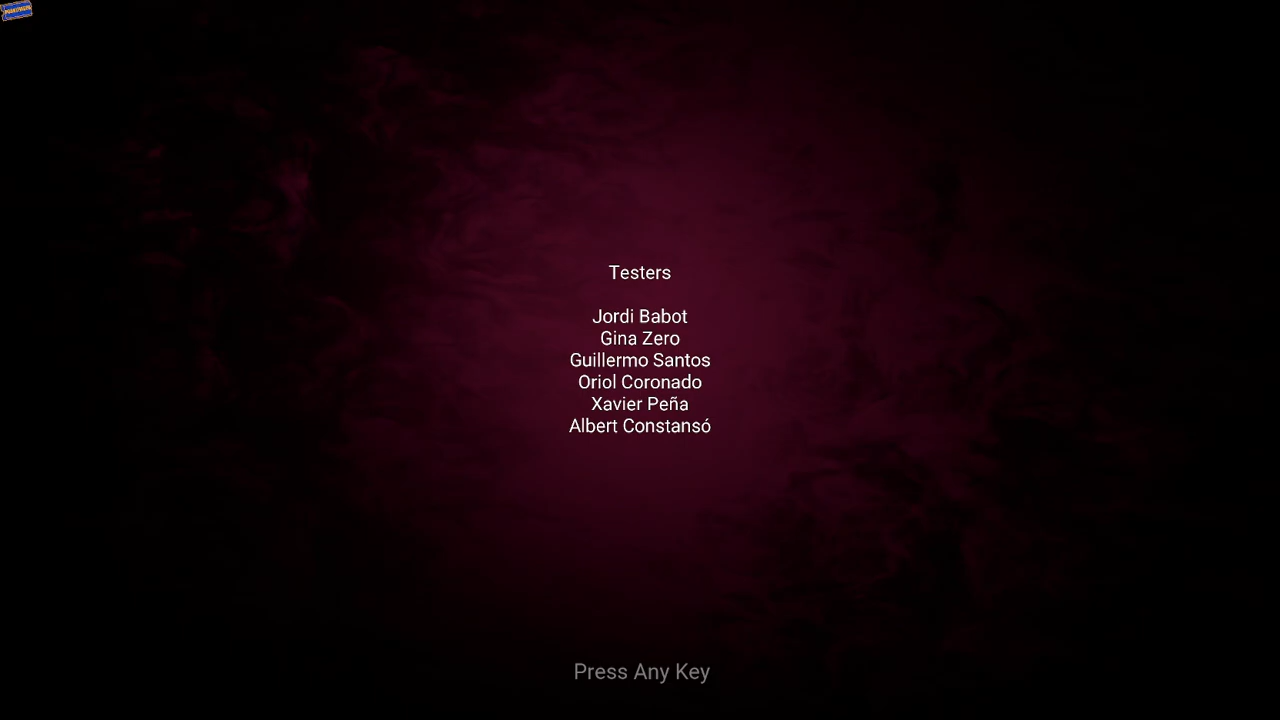 Testers
Jordi Babot
Gina Zero
Guillermo Santos
Oriol Coronado
Xavier Peña
Albert Constansó
Press Any Key